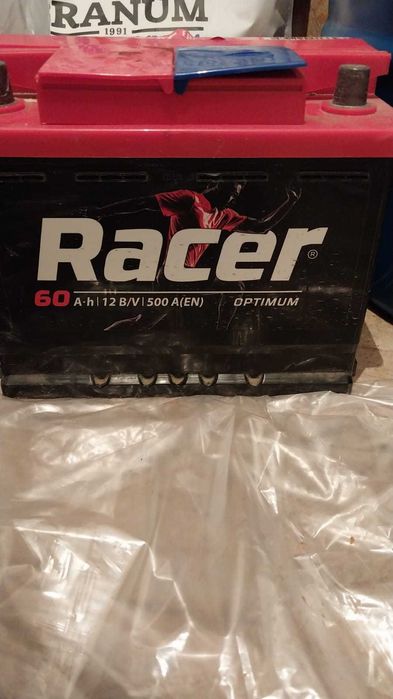 RANUM
1991
Racer®
60 A·h | 12 В/V | 500 A(EN) OPTIMUM